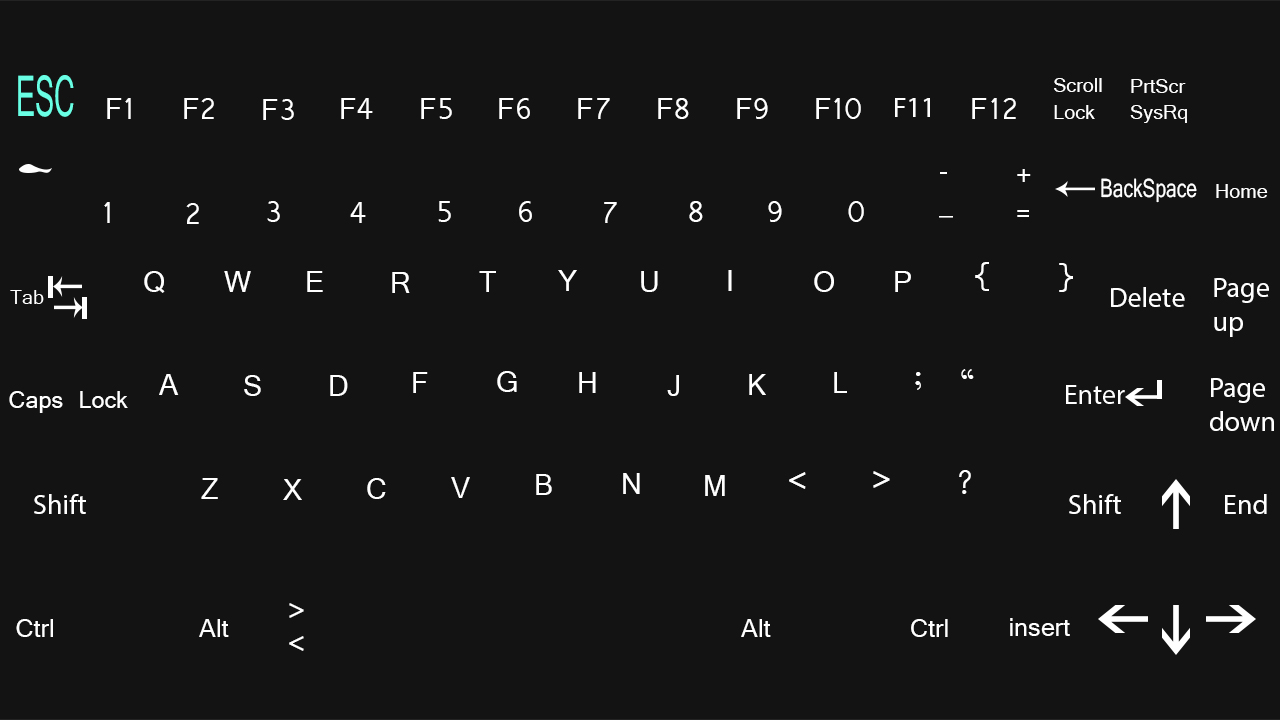 ESC F1 F2 F3 F4 F5 F6 F7 F8 F9 F10 F11 F12 Scroll Lock PrtScr SysRq
~ 1 2 3 4 5 6 7 8 9 0 - _ + = ← BackSpace Home
Tab Q W E R T Y U I O P { } Delete Page up
Caps Lock A S D F G H J K L ; “ Enter Page down
Shift Z X C V B N M < > ? Shift ↑ End
Ctrl Alt > < Alt Ctrl insert ← ↓ →